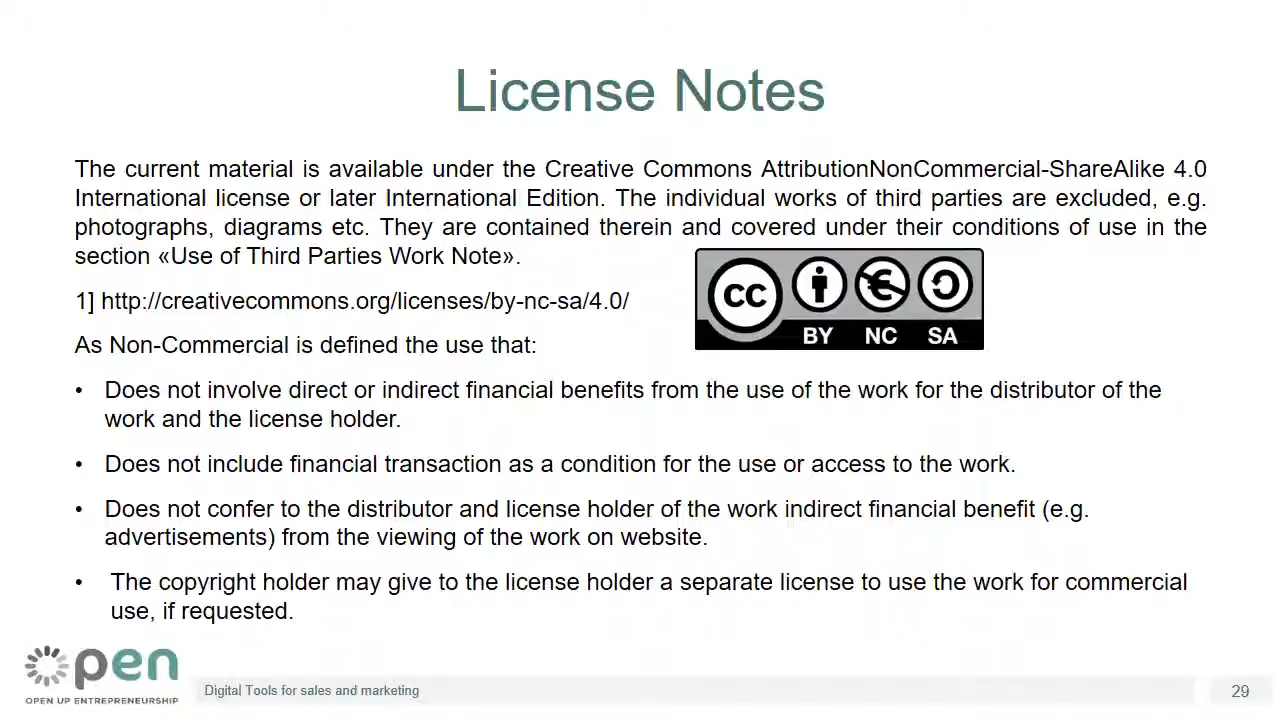 License Notes
The current material is available under the Creative Commons AttributionNonCommercial-ShareAlike 4.0
International license or later International Edition. The individual works of third parties are excluded, e.g.
photographs, diagrams etc. They are contained therein and covered under their conditions of use in the
section «Use of Third Parties Work Note».
1] http://creativecommons.org/licenses/by-nc-sa/4.0/
cc
BY NC SA
As Non-Commercial is defined the use that:
• Does not involve direct or indirect financial benefits from the use of the work for the distributor of the
work and the license holder.
• Does not include financial transaction as a condition for the use or access to the work.
• Does not confer to the distributor and license holder of the work indirect financial benefit (e.g.
advertisements) from the viewing of the work on website.
• The copyright holder may give to the license holder a separate license to use the work for commercial
use, if requested.
open
OPEN UP ENTREPRENEURSHIP
Digital Tools for sales and marketing
29